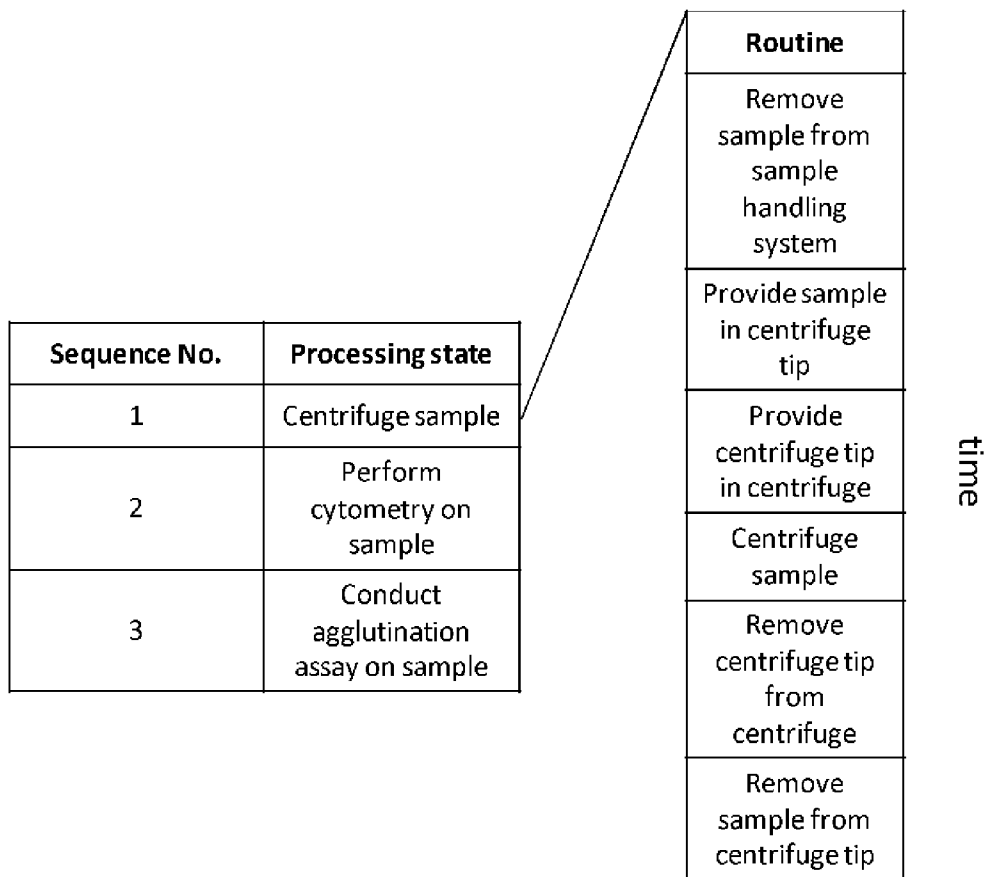 Sequence No. Processing state
1 Centrifuge sample
2 Perform
cytometry on
sample
3 Conduct
agglutination
assay on sample
Routine
Remove
sample from
sample
handling
system
Provide sample
in centrifuge
tip
Provide
centrifuge tip
in centrifuge
Centrifuge
sample
Remove
centrifuge tip
from
centrifuge
Remove
sample from
centrifuge tip
time